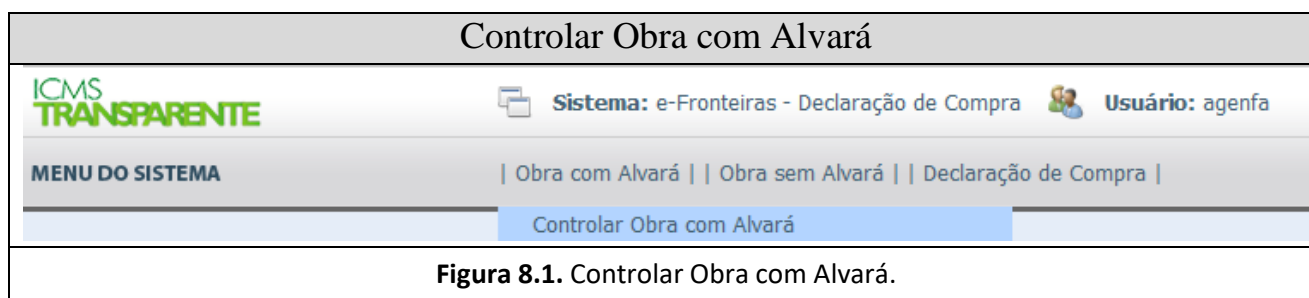 Controlar Obra com Alvará
ICMS
TRANSPARENTE
Sistema: e-Fronteiras - Declaração de Compra Usuário: agenfa
MENU DO SISTEMA | Obra com Alvará | | Obra sem Alvará | | Declaração de Compra |
Controlar Obra com Alvará
Figura 8.1. Controlar Obra com Alvará.